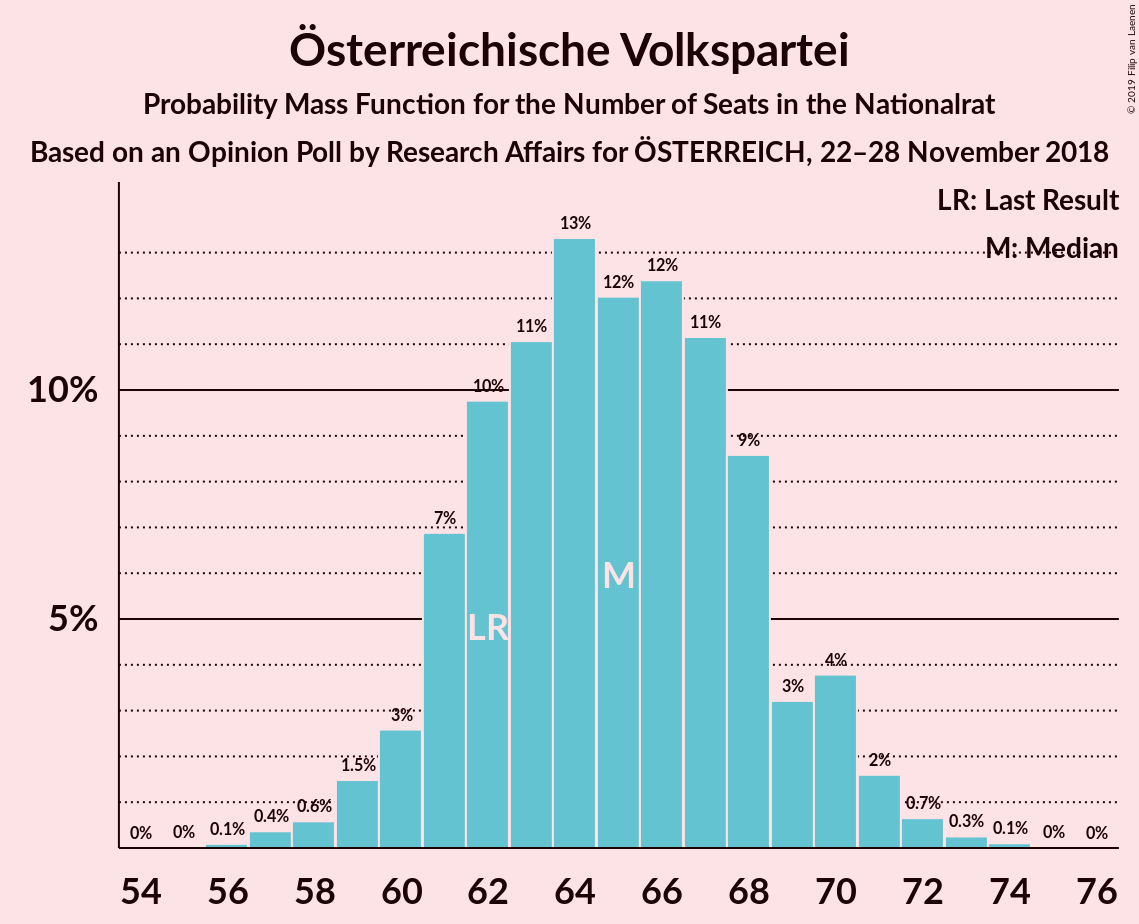 Österreichische Volkspartei
Probability Mass Function for the Number of Seats in the Nationalrat
Based on an Opinion Poll by Research Affairs for ÖSTERREICH, 22–28 November 2018
© 2019 Filip van Laenen
LR: Last Result
M: Median
10%
5%
0%
0%
0.1%
0.4%
0.6%
1.5%
3%
7%
10%
11%
13%
12%
12%
11%
9%
3%
4%
2%
0.7%
0.3%
0.1%
0%
0%
LR
M
54 56 58 60 62 64 66 68 70 72 74 76